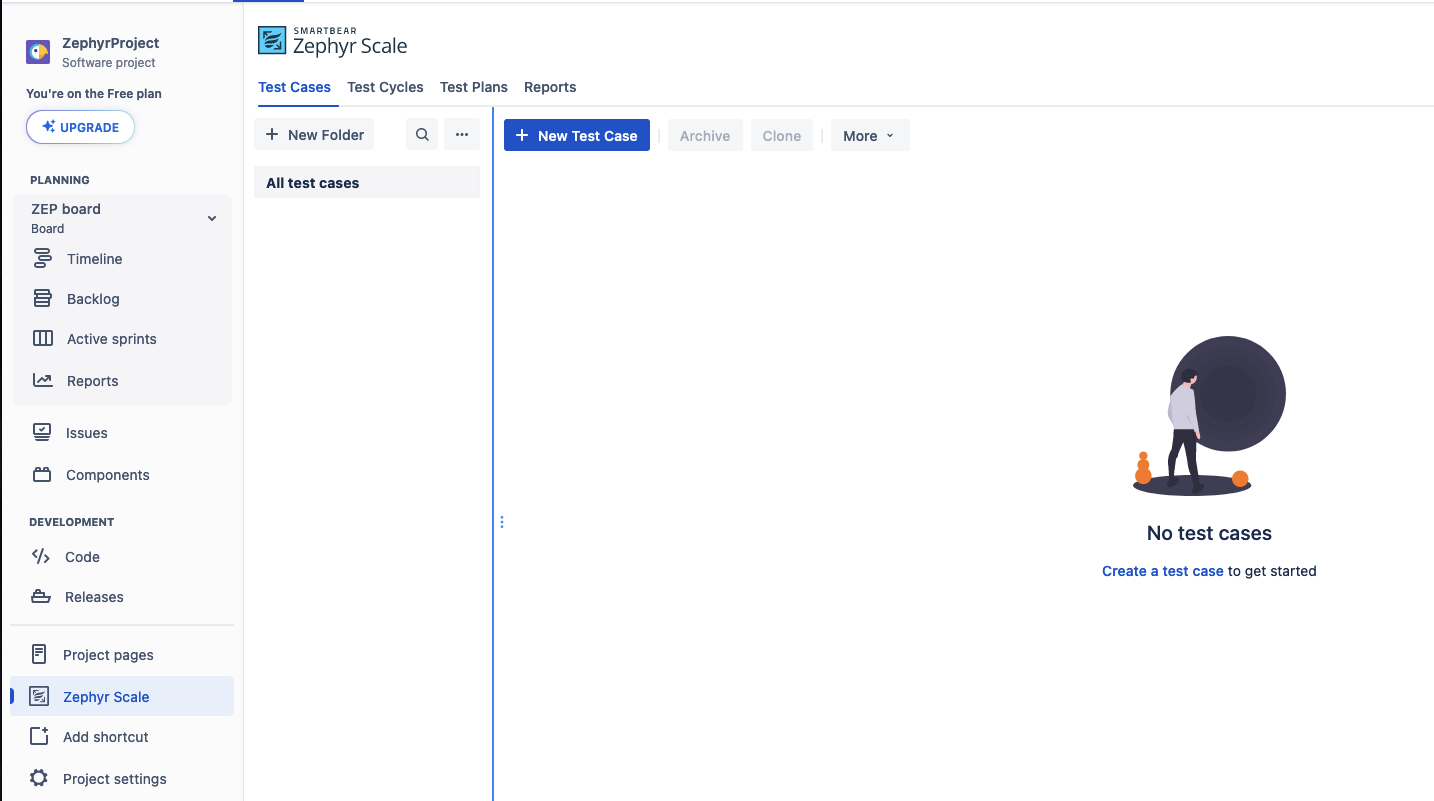 ZephyrProject
Software project
You're on the Free plan
UPGRADE
PLANNING
ZEP board
Board
Timeline
Backlog
Active sprints
Reports
Issues
Components
DEVELOPMENT
Code
Releases
Project pages
Zephyr Scale
Add shortcut
Project settings
SMARTBEAR
Zephyr Scale
Test Cases Test Cycles Test Plans Reports
New Folder
All test cases
New Test Case Archive Clone More
No test cases
Create a test case to get started